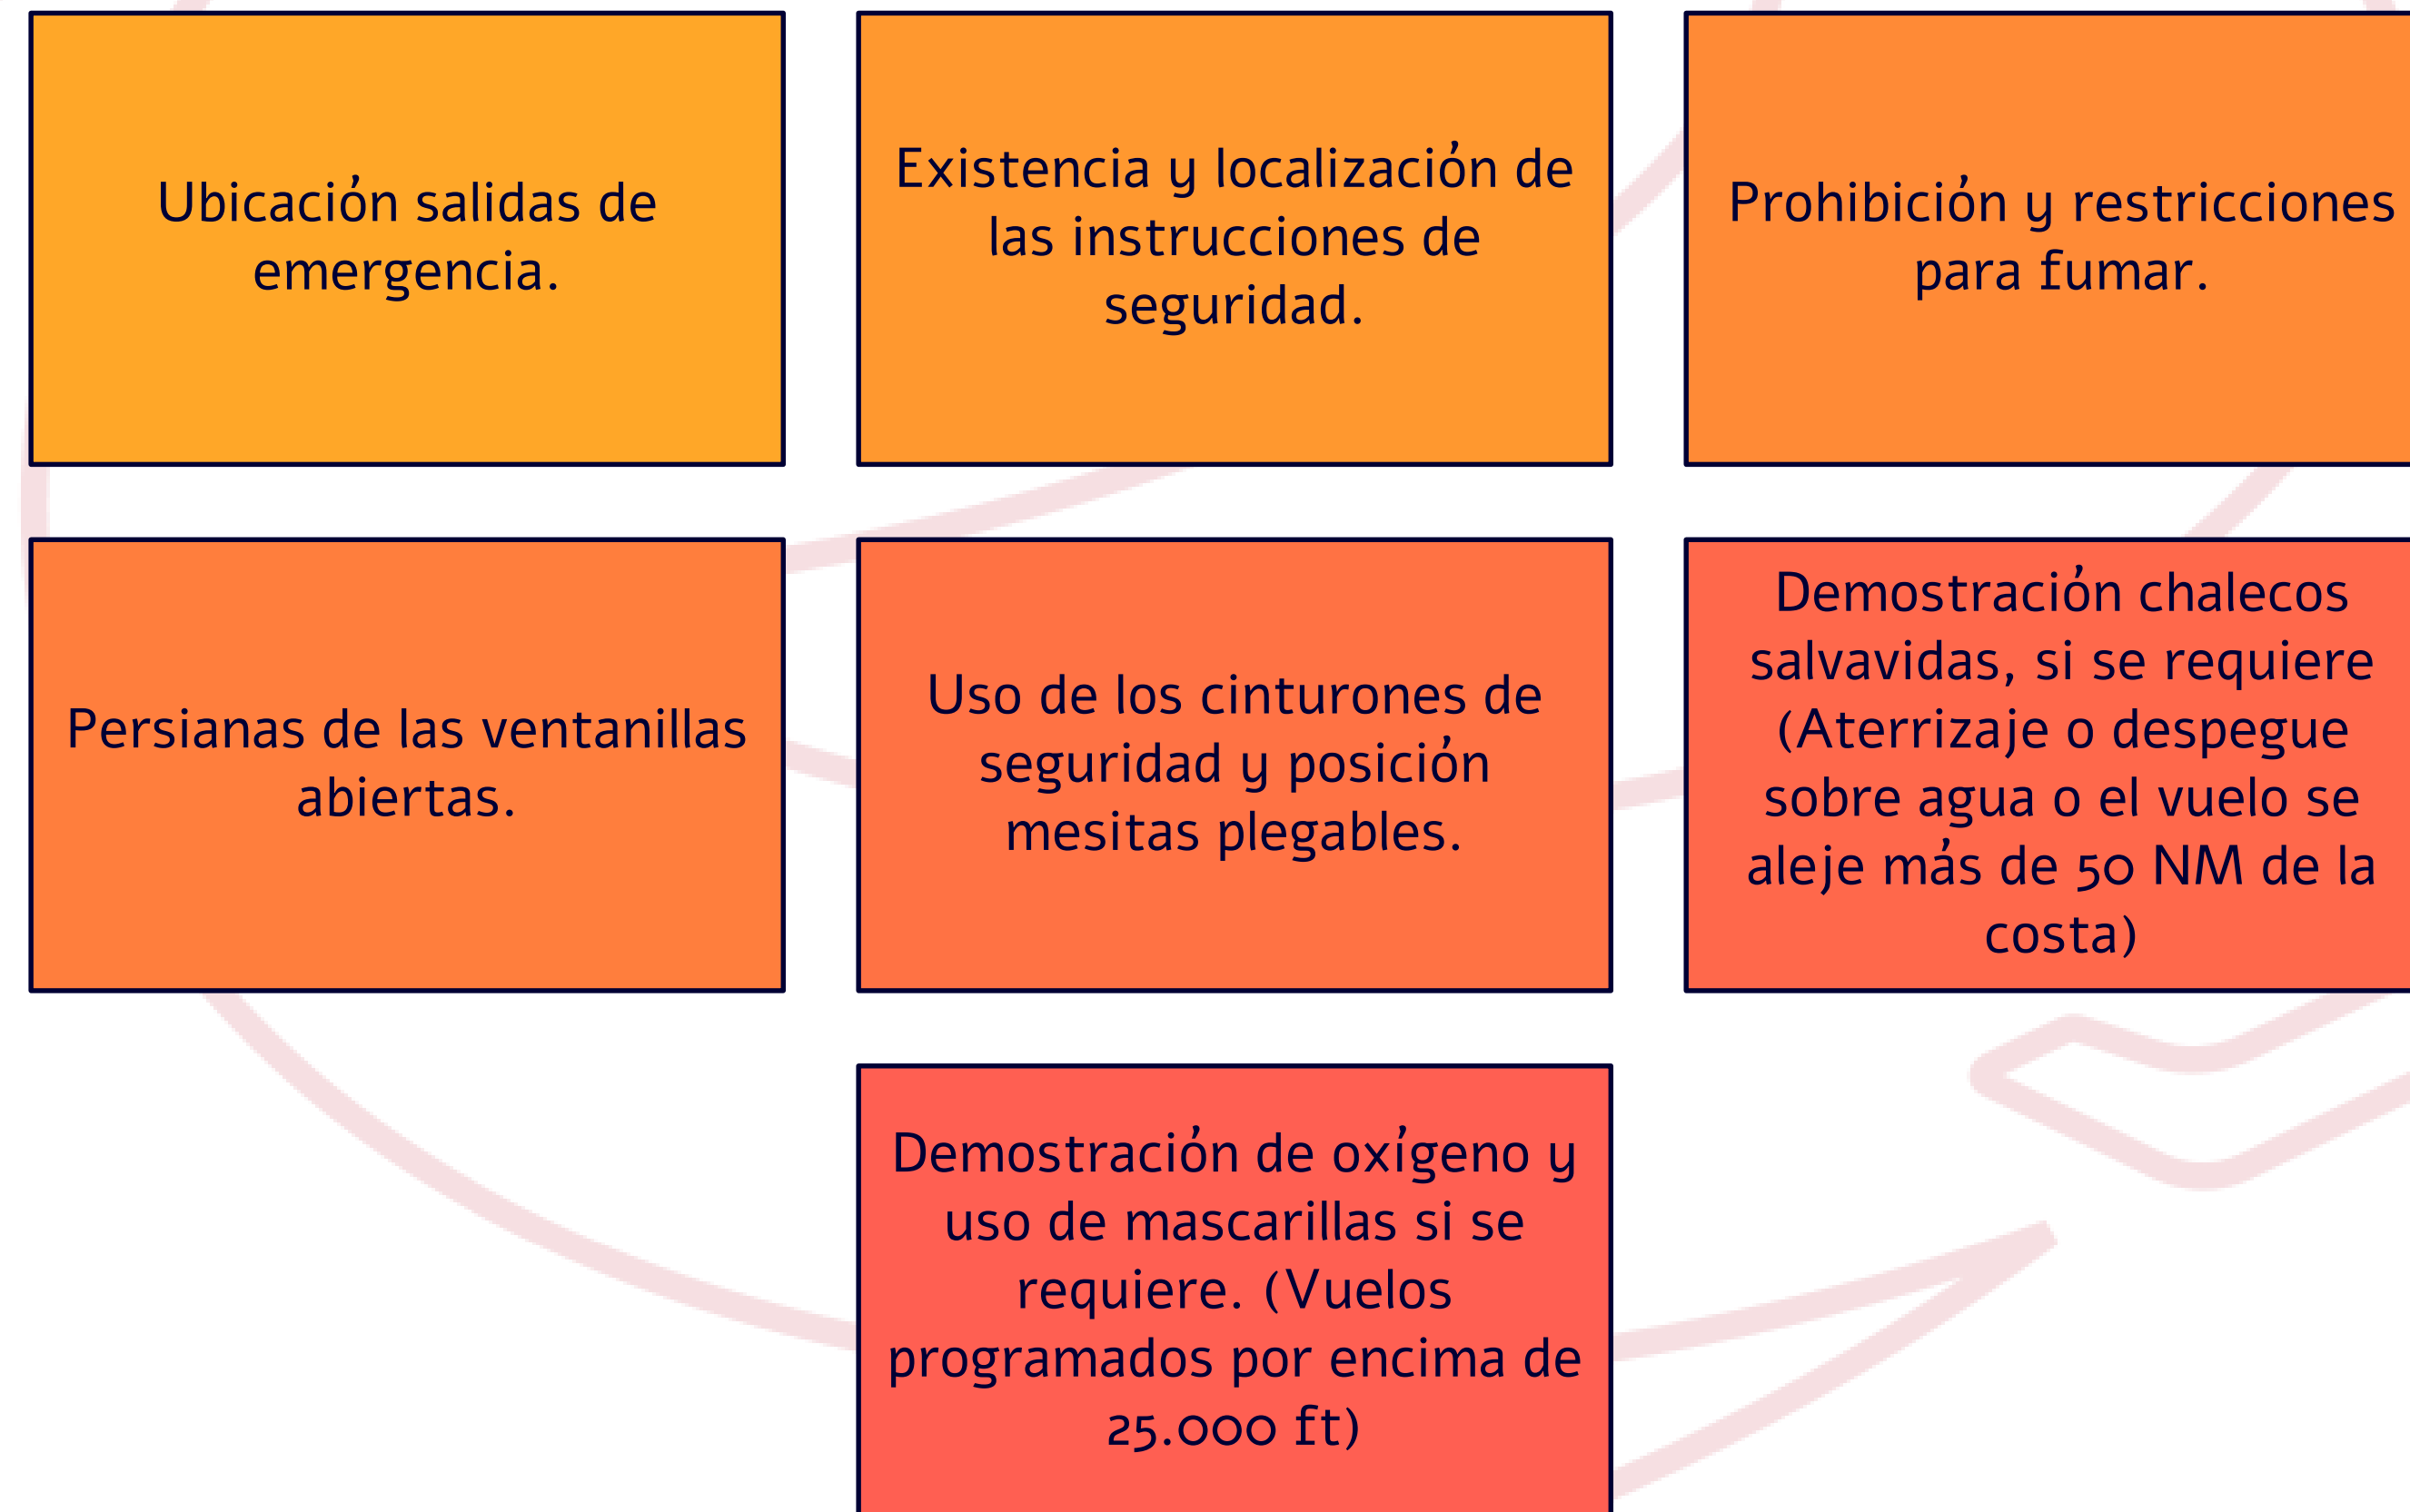 Ubicación salidas de
emergencia.
Existencia y localización de
las instrucciones de
seguridad.
Prohibición y restricciones
para fumar.
Persianas de las ventanillas
abiertas.
Uso de los cinturones de
seguridad y posición
mesitas plegables.
Demostración chalecos
salvavidas, si se requiere
(Aterrizaje o despegue
sobre agua o el vuelo se
aleje más de 50 NM de la
costa)
Demostración de oxígeno y
uso de mascarillas si se
requiere. (Vuelos
programados por encima de
25.000 ft)